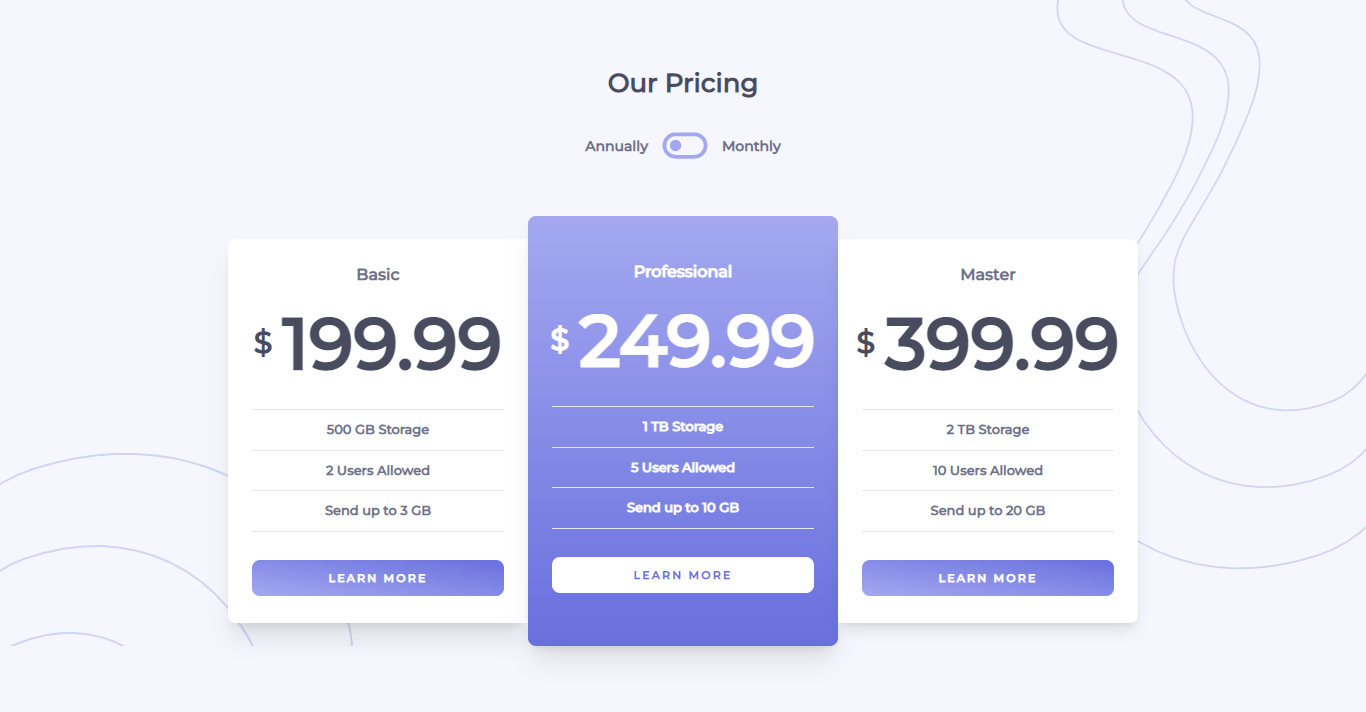 Our Pricing
Annually Monthly
Basic
$ 199.99
500 GB Storage
2 Users Allowed
Send up to 3 GB
LEARN MORE
Professional
$ 249.99
1 TB Storage
5 Users Allowed
Send up to 10 GB
LEARN MORE
Master
$ 399.99
2 TB Storage
10 Users Allowed
Send up to 20 GB
LEARN MORE